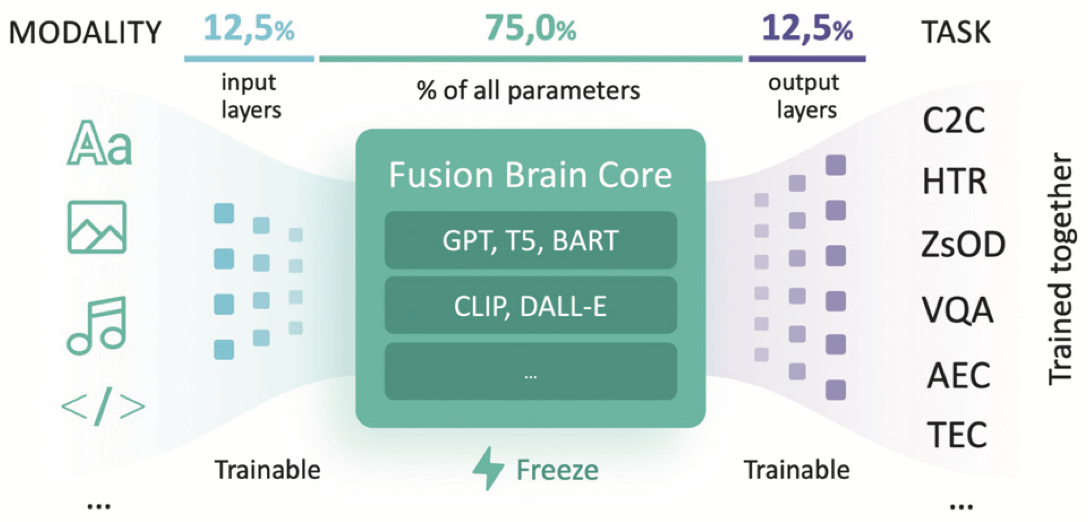 MODALITY
12,5%
75,0%
12,5%
TASK
input
layers
% of all parameters
output
layers
Aa
</>
...
Fusion Brain Core
GPT, T5, BART
CLIP, DALL-E
...
Trainable
Freeze
Trainable
C2C
HTR
ZsOD
VQA
AEC
TEC
...
Trained together